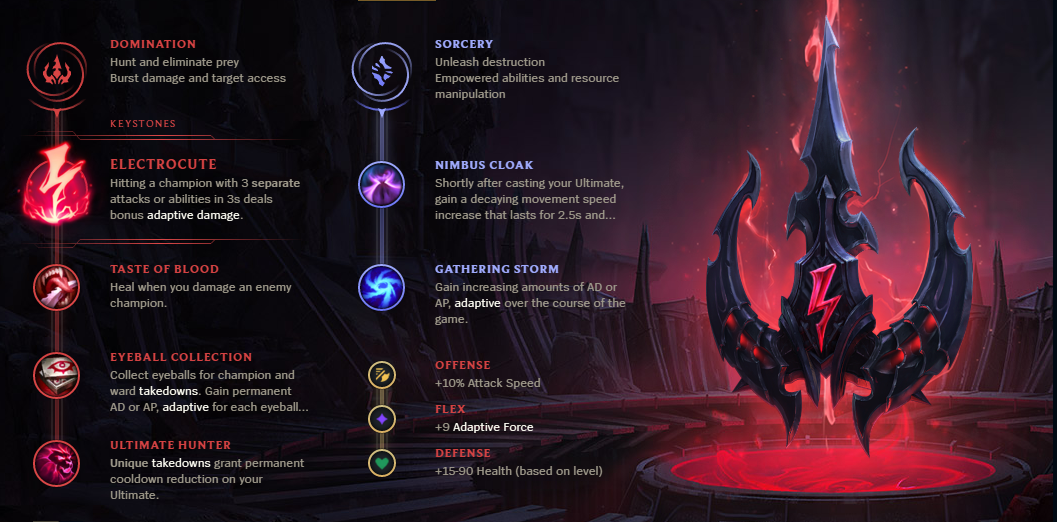 DOMINATION
Hunt and eliminate prey
Burst damage and target access
KEYSTONES
ELECTROCUTE
Hitting a champion with 3 separate
attacks or abilities in 3s deals
bonus adaptive damage.
TASTE OF BLOOD
Heal when you damage an enemy
champion.
EYEBALL COLLECTION
Collect eyeballs for champion and
ward takedowns. Gain permanent
AD or AP, adaptive for each eyeball...
ULTIMATE HUNTER
Unique takedowns grant permanent
cooldown reduction on your
Ultimate.
SORCERY
Unleash destruction
Empowered abilities and resource
manipulation
NIMBUS CLOAK
Shortly after casting your Ultimate,
gain a decaying movement speed
increase that lasts for 2.5s and...
GATHERING STORM
Gain increasing amounts of AD or
AP, adaptive over the course of the
game.
OFFENSE
+10% Attack Speed
FLEX
+9 Adaptive Force
DEFENSE
+15-90 Health (based on level)